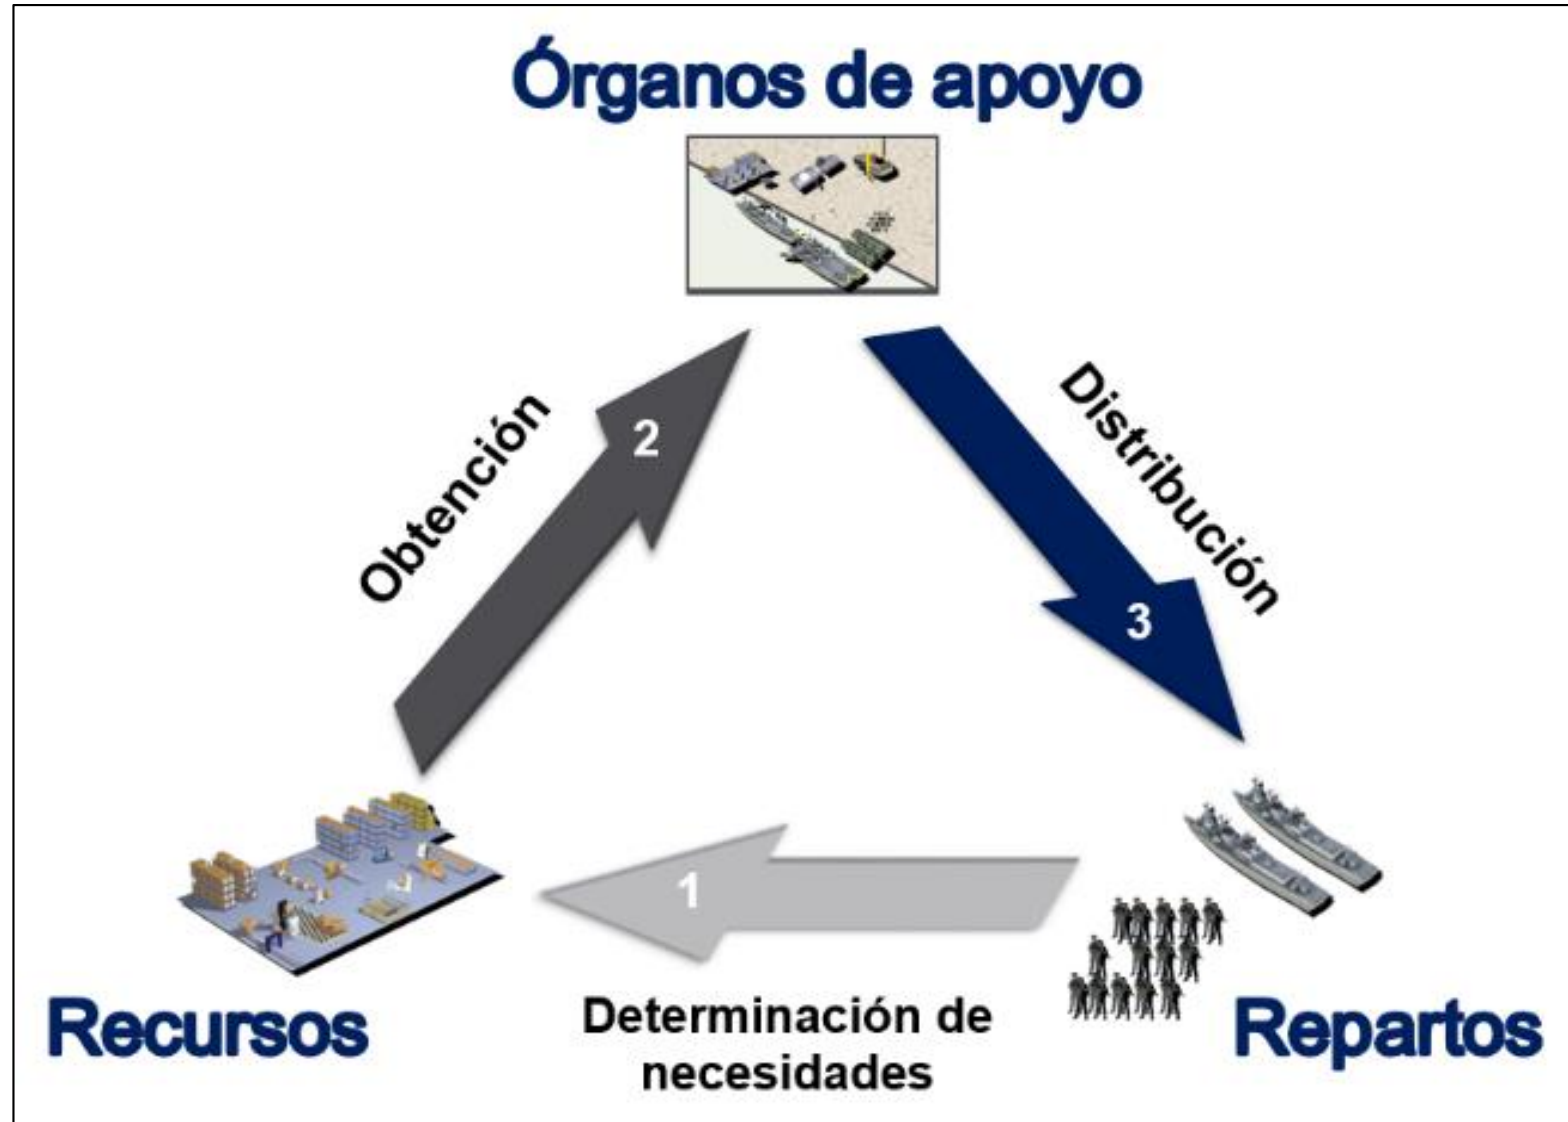 Órganos de apoyo
Obtención
2
Distribución
3
1
Recursos
Determinación de
necesidades
Repartos